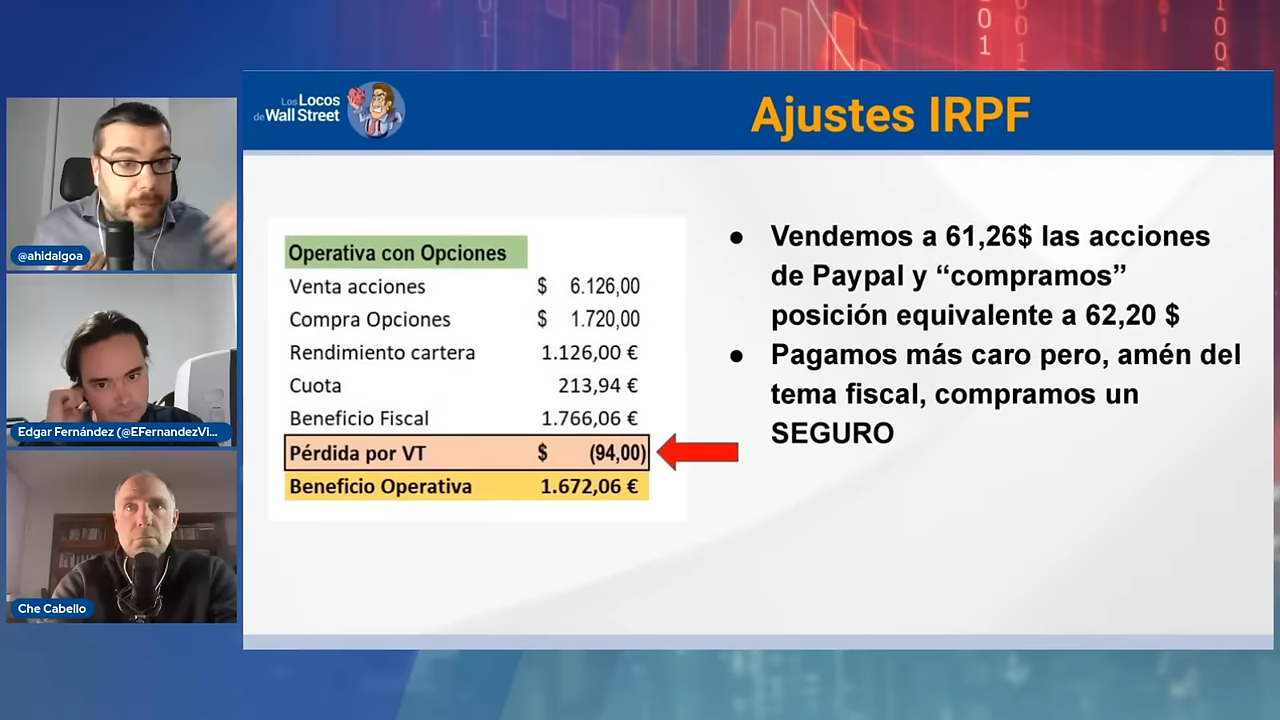 Los Locos
de Wall Street
Ajustes IRPF
@ahidalgoa
Edgar Fernández (@EFernandezVi...
Che Cabello
Operativa con Opciones
Venta acciones $ 6.126,00
Compra Opciones $ 1.720,00
Rendimiento cartera 1.126,00 €
Cuota 213,94 €
Beneficio Fiscal 1.766,06 €
Pérdida por VT $ (94,00)
Beneficio Operativa 1.672,06 €
● Vendemos a 61,26$ las acciones
de Paypal y “compramos”
posición equivalente a 62,20 $
● Pagamos más caro pero, amén del
tema fiscal, compramos un
SEGURO